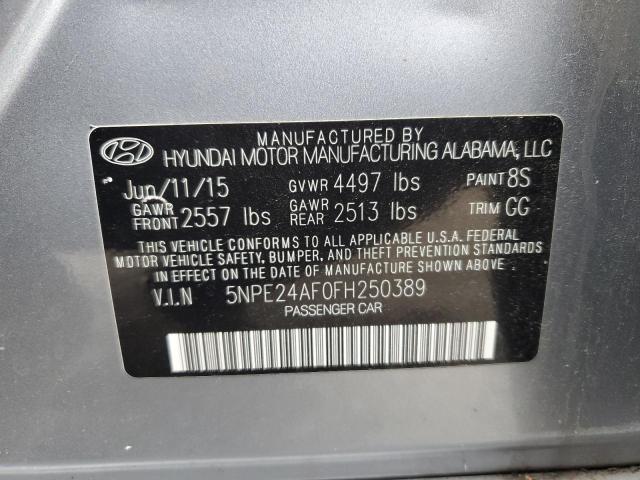 MANUFACTURED BY
HYUNDAI MOTOR MANUFACTURING ALABAMA, LLC
Jun/11/15 GVWR 4497 lbs PAINT 8S
GAWR FRONT 2557 lbs GAWR REAR 2513 lbs TRIM GG
THIS VEHICLE CONFORMS TO ALL APPLICABLE U.S.A. FEDERAL
MOTOR VEHICLE SAFETY, BUMPER, AND THEFT PREVENTION STANDARDS
IN EFFECT ON THE DATE OF MANUFACTURE SHOWN ABOVE.
V.I.N 5NPE24AF0FH250389
PASSENGER CAR